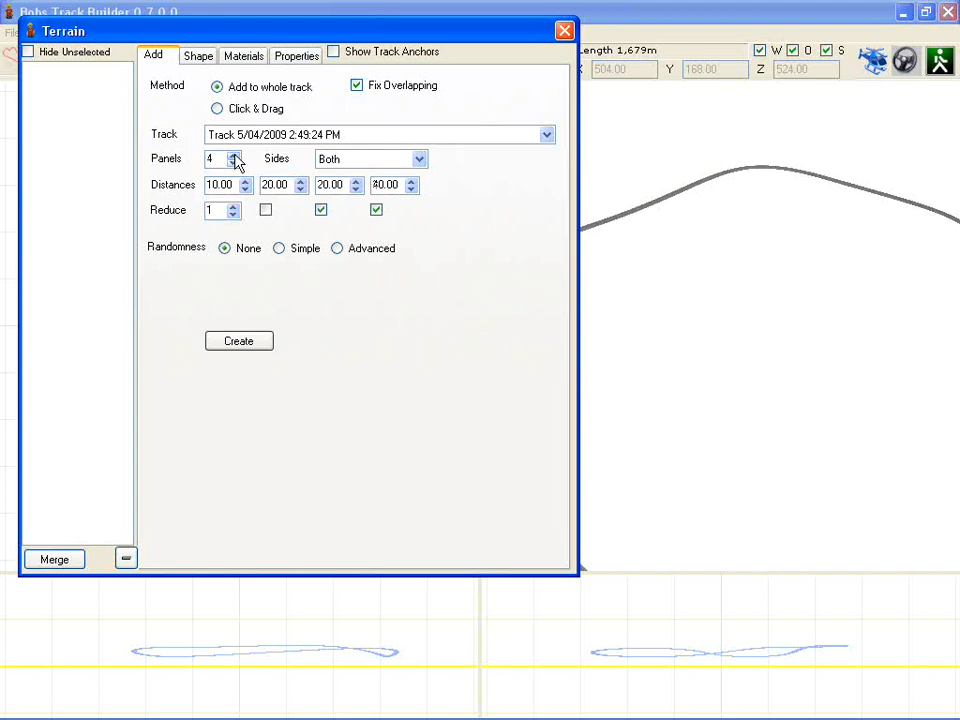 Bobs Track Builder 0.7.0.0
Terrain
Hide Unselected
Add
Shape
Materials
Properties
Show Track Anchors
Length 1,679m
W
O
S
X
504.00
Y
168.00
Z
524.00
Method
Add to whole track
Fix Overlapping
Click & Drag
Track
Track 5/04/2009 2:49:24 PM
Panels
4
Sides
Both
Distances
10.00
20.00
20.00
40.00
Reduce
1
Randomness
None
Simple
Advanced
Create
Merge